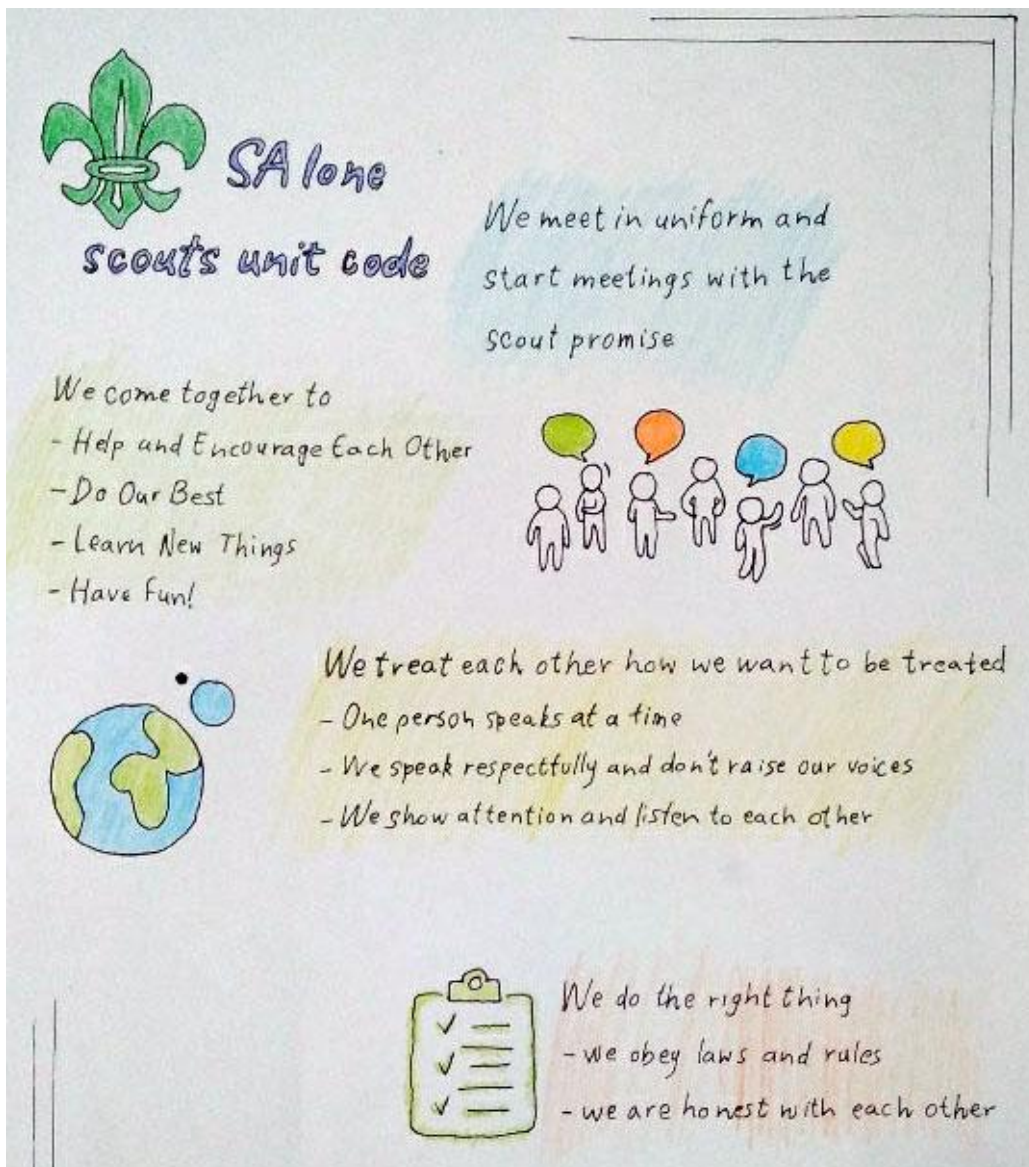 SA lone
scouts unit code
We meet in uniform and
start meetings with the
scout promise
We come together to
- Help and Encourage Each Other
- Do Our Best
- Learn New Things
- Have Fun!
We treat each other how we want to be treated
- One person speaks at a time
- We speak respectfully and don't raise our voices
- We show attention and listen to each other
We do the right thing
- we obey laws and rules
- we are honest with each other